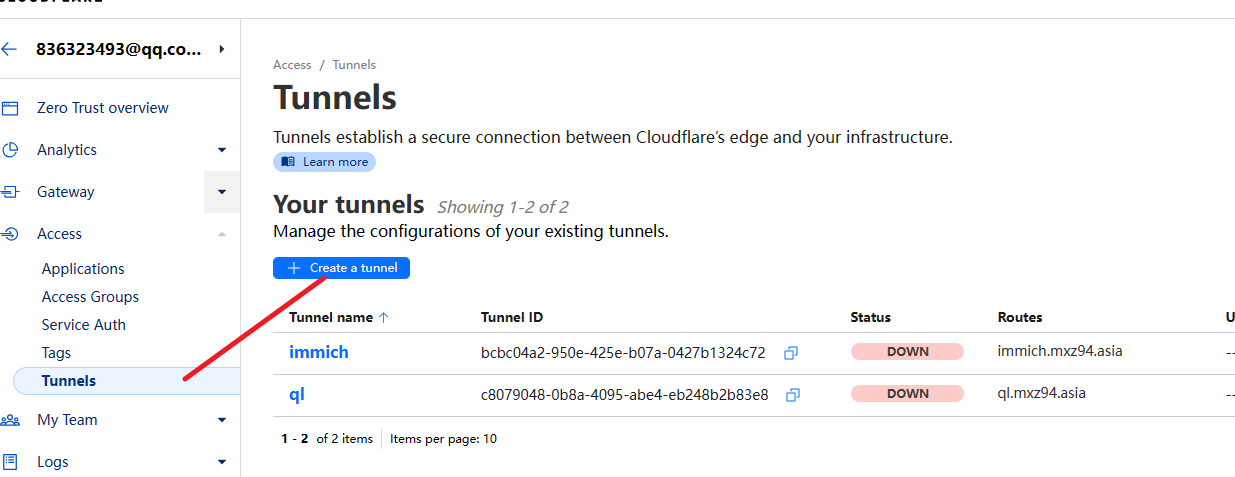 CLOUDFLARE
836323493@qq.co...
Zero Trust overview
Analytics
Gateway
Access
Applications
Access Groups
Service Auth
Tags
Tunnels
My Team
Logs
Access / Tunnels
Tunnels
Tunnels establish a secure connection between Cloudflare's edge and your infrastructure.
Learn more
Your tunnels Showing 1-2 of 2
Manage the configurations of your existing tunnels.
Create a tunnel
Tunnel name Tunnel ID Status Routes U
immich bcbc04a2-950e-425e-b07a-0427b1324c72 DOWN immich.mxz94.asia --
ql c8079048-0b8a-4095-abe4-eb248b2b83e8 DOWN ql.mxz94.asia --
1 - 2 of 2 items Items per page: 10